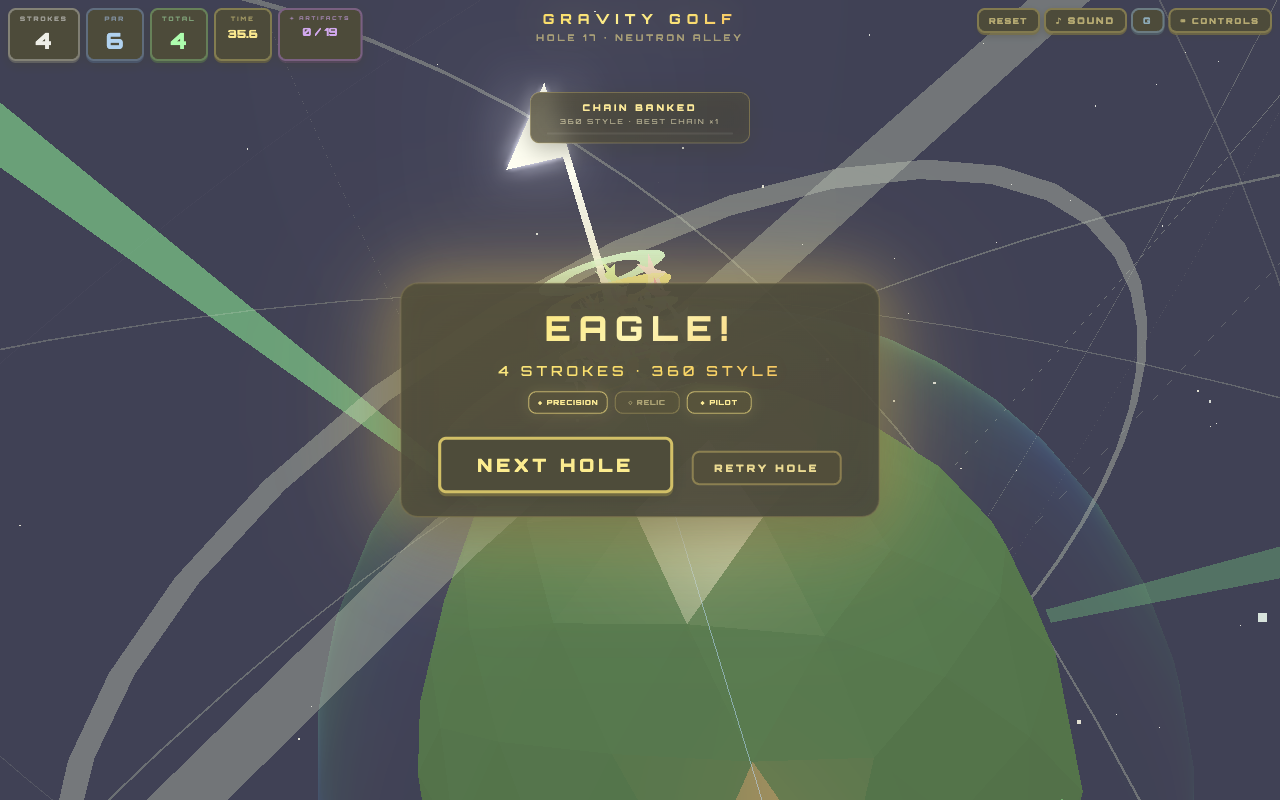 STROKES
4
PAR
6
TOTAL
4
TIME
35.6
ARTIFACTS
0 / 19
GRAVITY GOLF
HOLE 17 · NEUTRON ALLEY
RESET
♪ SOUND
G
≡ CONTROLS
CHAIN BANKED
360 STYLE · BEST CHAIN ×1
EAGLE!
4 STROKES · 360 STYLE
◆ PRECISION
◇ RELIC
◆ PILOT
NEXT HOLE
RETRY HOLE